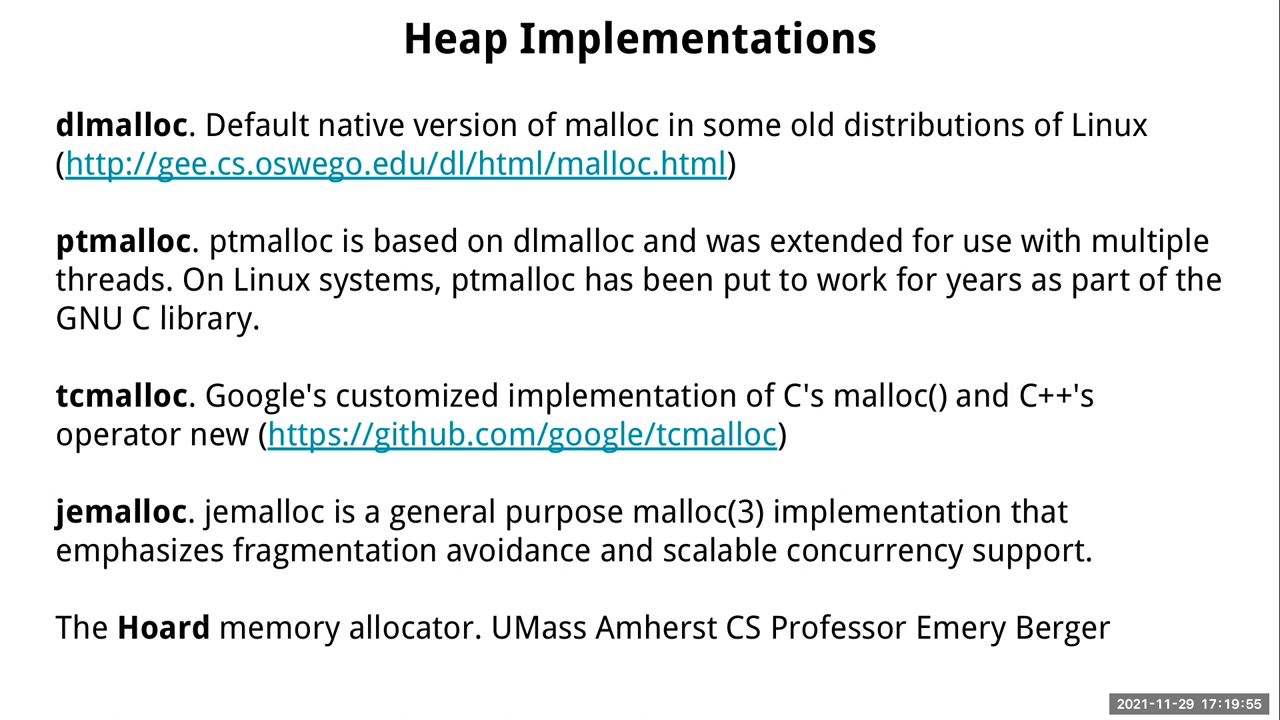 Heap Implementations
dlmalloc. Default native version of malloc in some old distributions of Linux
(http://gee.cs.oswego.edu/dl/html/malloc.html)
ptmalloc. ptmalloc is based on dlmalloc and was extended for use with multiple
threads. On Linux systems, ptmalloc has been put to work for years as part of the
GNU C library.
tcmalloc. Google's customized implementation of C's malloc() and C++'s
operator new (https://github.com/google/tcmalloc)
jemalloc. jemalloc is a general purpose malloc(3) implementation that
emphasizes fragmentation avoidance and scalable concurrency support.
The Hoard memory allocator. UMass Amherst CS Professor Emery Berger
2021-11-29 17:19:55